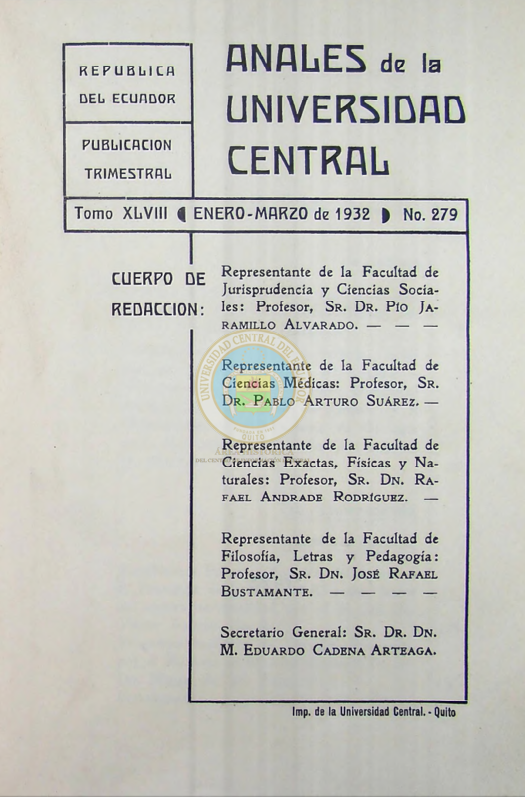 REPUBLICA
DEL ECUADOR
PUBLICACION
TRIMESTRAL
ANALES de la
UNIVERSIDAD
CENTRAL
Tomo XLVIII ENERO-MARZO de 1932 No. 279
CUERPO DE
REDACCION:
Representante de la Facultad de
Jurisprudencia y Ciencias Socia-
les: Profesor, SR. DR. PÍO JA-
RAMILLO ALVARADO. — — —
Representante de la Facultad de
Ciencias Médicas: Profesor, SR.
DR. PABLO ARTURO SUÁREZ. —
Representante de la Facultad de
Ciencias Exactas, Físicas y Na-
turales: Profesor, SR. DN. RA-
FAEL ANDRADE RODRÍGUEZ. —
Representante de la Facultad de
Filosofía, Letras y Pedagogía:
Profesor, SR. DN. JOSÉ RAFAEL
BUSTAMANTE. — — — —
Secretario General: SR. DR. DN.
M. EDUARDO CADENA ARTEAGA.
Imp. de la Universidad Central. - Quito
UNIVERSIDAD CENTRAL DEL ECUADOR
QUITO